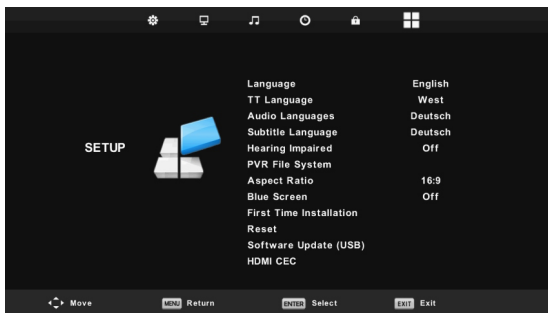 Language English
TT Language West
Audio Languages Deutsch
Subtitle Language Deutsch
SETUP Hearing Impaired Off
PVR File System
Aspect Ratio 16:9
Blue Screen Off
First Time Installation
Reset
Software Update (USB)
HDMI CEC
Move MENU Return ENTER Select EXIT Exit